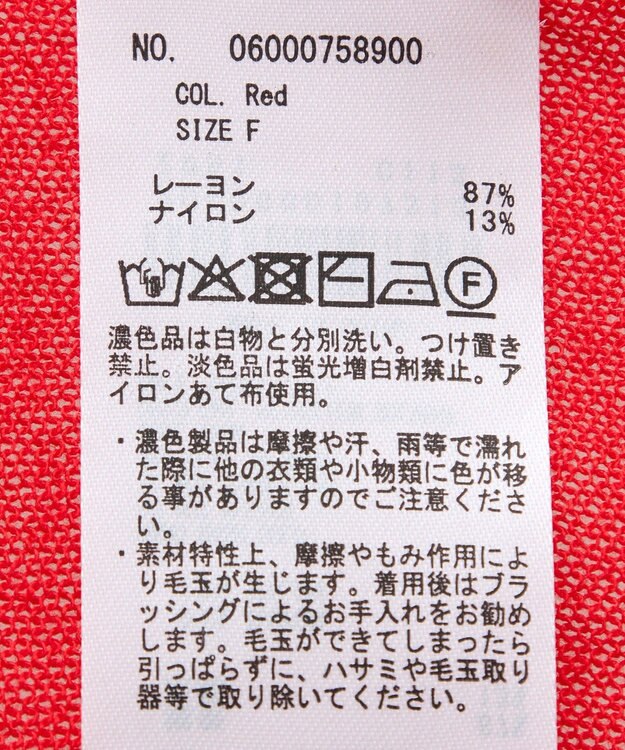 NO. 06000758900
COL. Red
SIZE F
レーヨン 87%
ナイロン 13%
F
濃色品は白物と分別洗い。つけ置き
禁止。淡色品は蛍光増白剤禁止。ア
イロンあて布使用。
・濃色製品は摩擦や汗、雨等で濡れ
た際に他の衣類や小物類に色が移
る事がありますのでご注意くださ
い。
・素材特性上、摩擦やもみ作用によ
り毛玉が生じます。着用後はブラ
ッシングによるお手入れをお勧め
します。毛玉ができてしまったら
引っぱらずに、ハサミや毛玉取り
器等で取り除いてください。